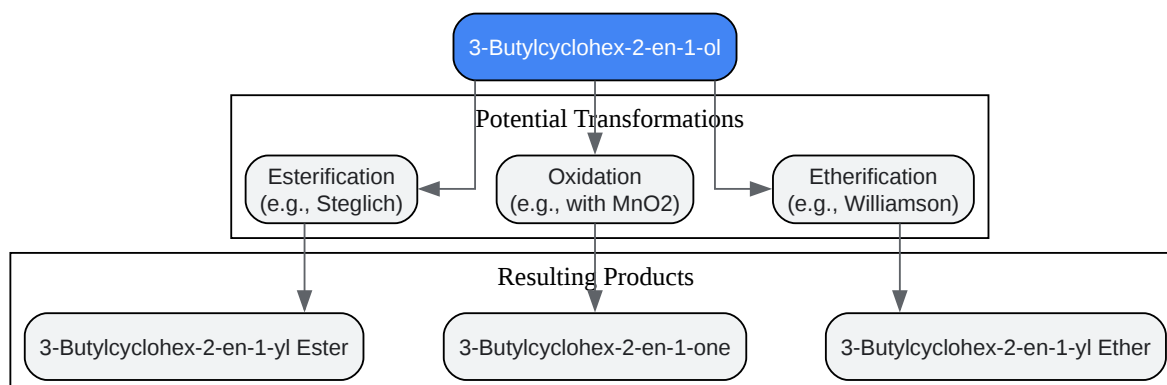 3-Butylcyclohex-2-en-1-ol
Potential Transformations
Esterification
(e.g., Steglich)
Oxidation
(e.g., with MnO2)
Etherification
(e.g., Williamson)
Resulting Products
3-Butylcyclohex-2-en-1-yl Ester
3-Butylcyclohex-2-en-1-one
3-Butylcyclohex-2-en-1-yl Ether